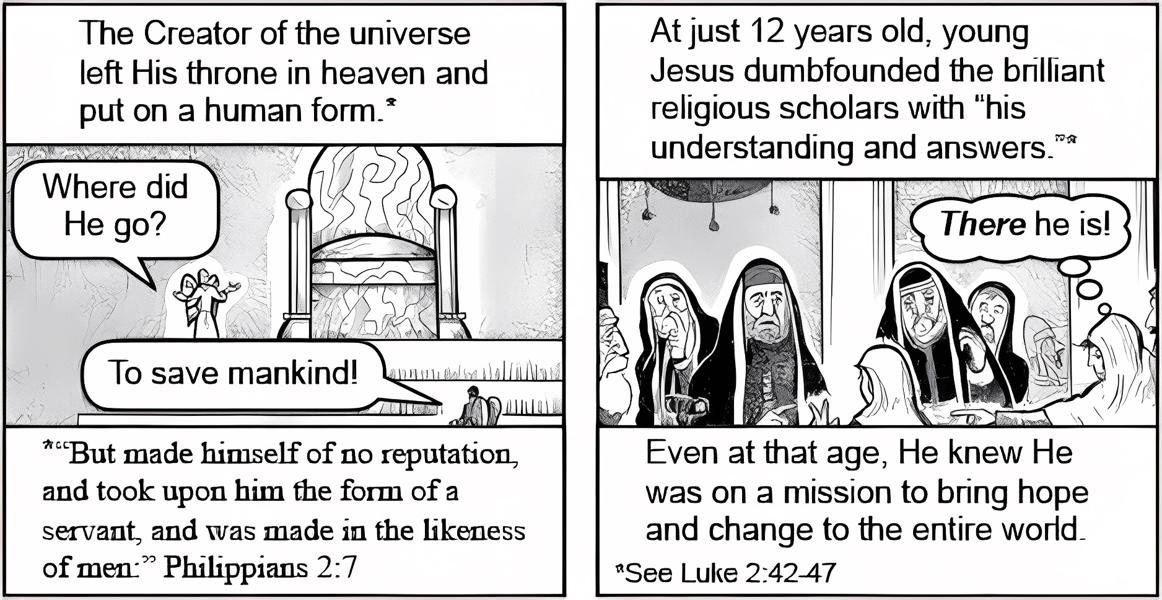 The Creator of the universe
left His throne in heaven and
put on a human form.*
Where did
He go?
To save mankind!
*"But made himself of no reputation,
and took upon him the form of a
servant, and was made in the likeness
of men:" Philippians 2:7
At just 12 years old, young
Jesus dumbfounded the brilliant
religious scholars with "his
understanding and answers."*
There he is!
Even at that age, He knew He
was on a mission to bring hope
and change to the entire world.
*See Luke 2:42-47